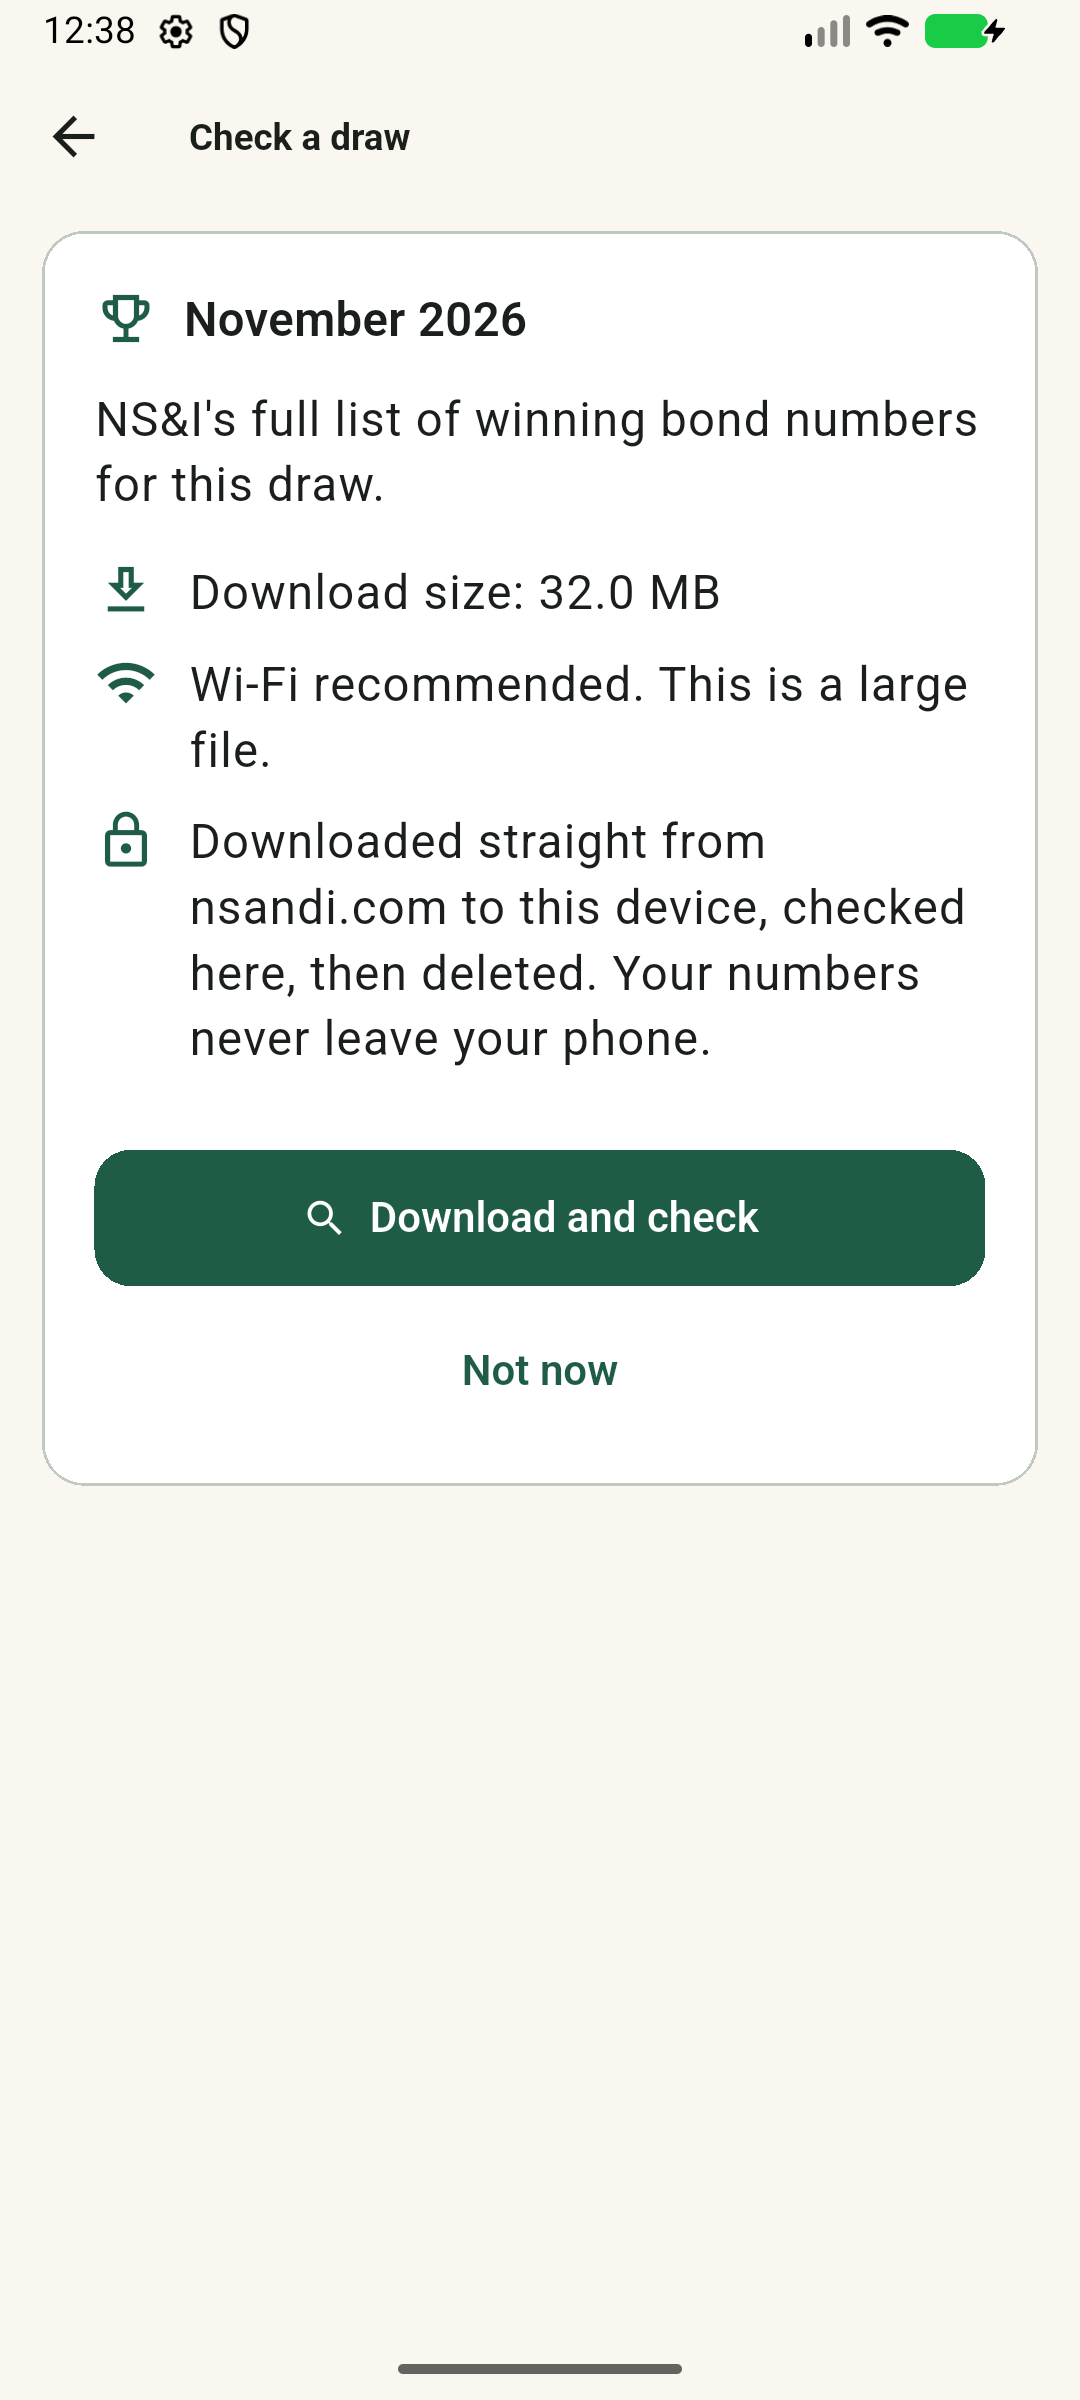 12:38
Check a draw
November 2026
NS&I's full list of winning bond numbers
for this draw.
Download size: 32.0 MB
Wi-Fi recommended. This is a large
file.
Downloaded straight from
nsandi.com to this device, checked
here, then deleted. Your numbers
never leave your phone.
Download and check
Not now